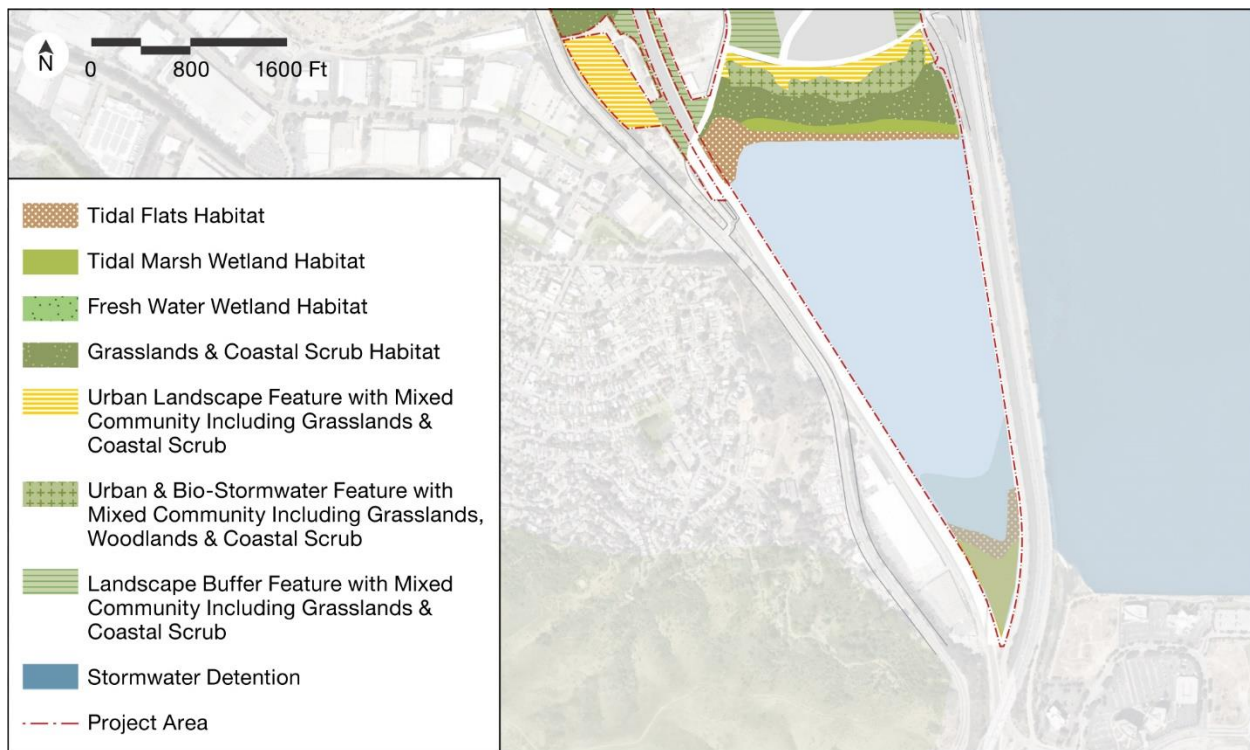 N
0 800 1600 Ft
Tidal Flats Habitat
Tidal Marsh Wetland Habitat
Fresh Water Wetland Habitat
Grasslands & Coastal Scrub Habitat
Urban Landscape Feature with Mixed
Community Including Grasslands &
Coastal Scrub
Urban & Bio-Stormwater Feature with
Mixed Community Including Grasslands,
Woodlands & Coastal Scrub
Landscape Buffer Feature with Mixed
Community Including Grasslands &
Coastal Scrub
Stormwater Detention
Project Area